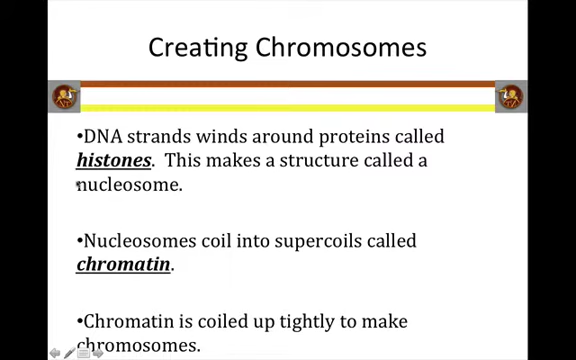 Creating Chromosomes
•DNA strands winds around proteins called
histones. This makes a structure called a
nucleosome.
•Nucleosomes coil into supercoils called
chromatin.
•Chromatin is coiled up tightly to make
chromosomes.